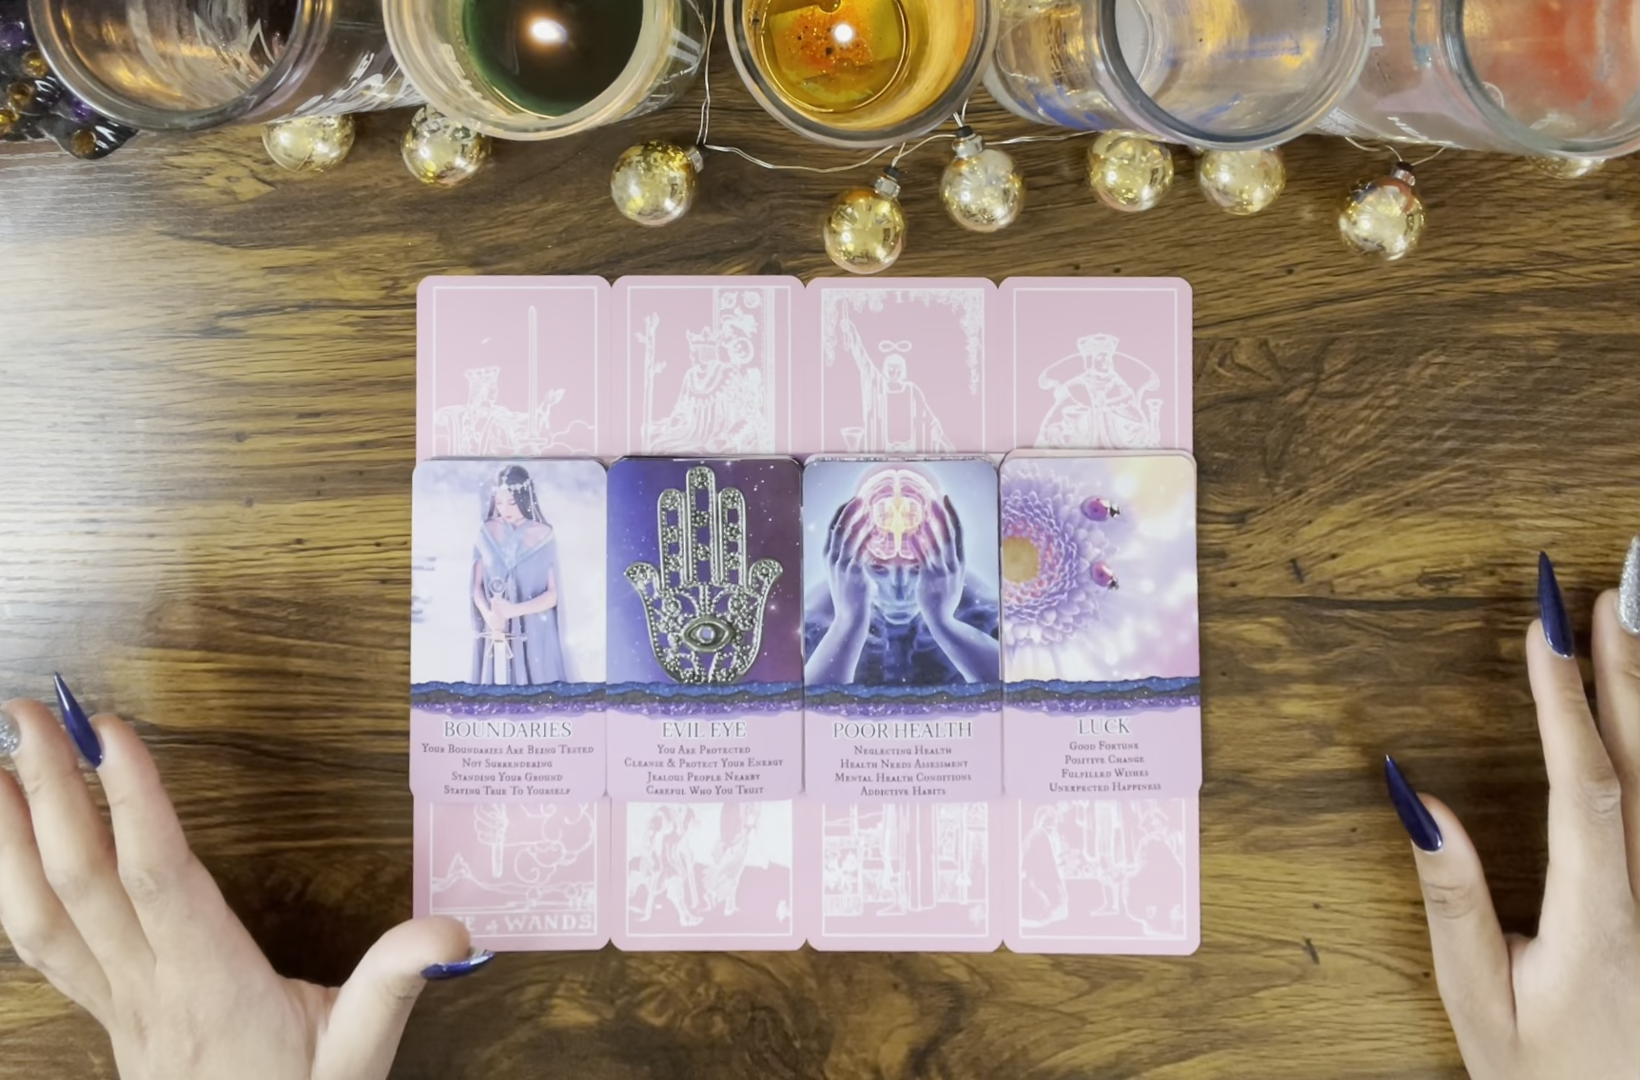 I
BOUNDARIES
YOUR BOUNDARIES ARE BEING TESTED
NOT SURRENDERING
STANDING YOUR GROUND
STAYING TRUE TO YOURSELF
EVIL EYE
YOU ARE PROTECTED
CLEANSE & PROTECT YOUR ENERGY
JEALOUS PEOPLE NEARBY
CAREFUL WHO YOU TRUST
POOR HEALTH
NEGLECTING HEALTH
HEALTH NEEDS ASSESSMENT
MENTAL HEALTH CONDITIONS
ADDICTIVE HABITS
LUCK
GOOD FORTUNE
POSITIVE CHANGE
FULFILLED WISHES
UNEXPECTED HAPPINESS
WANDS